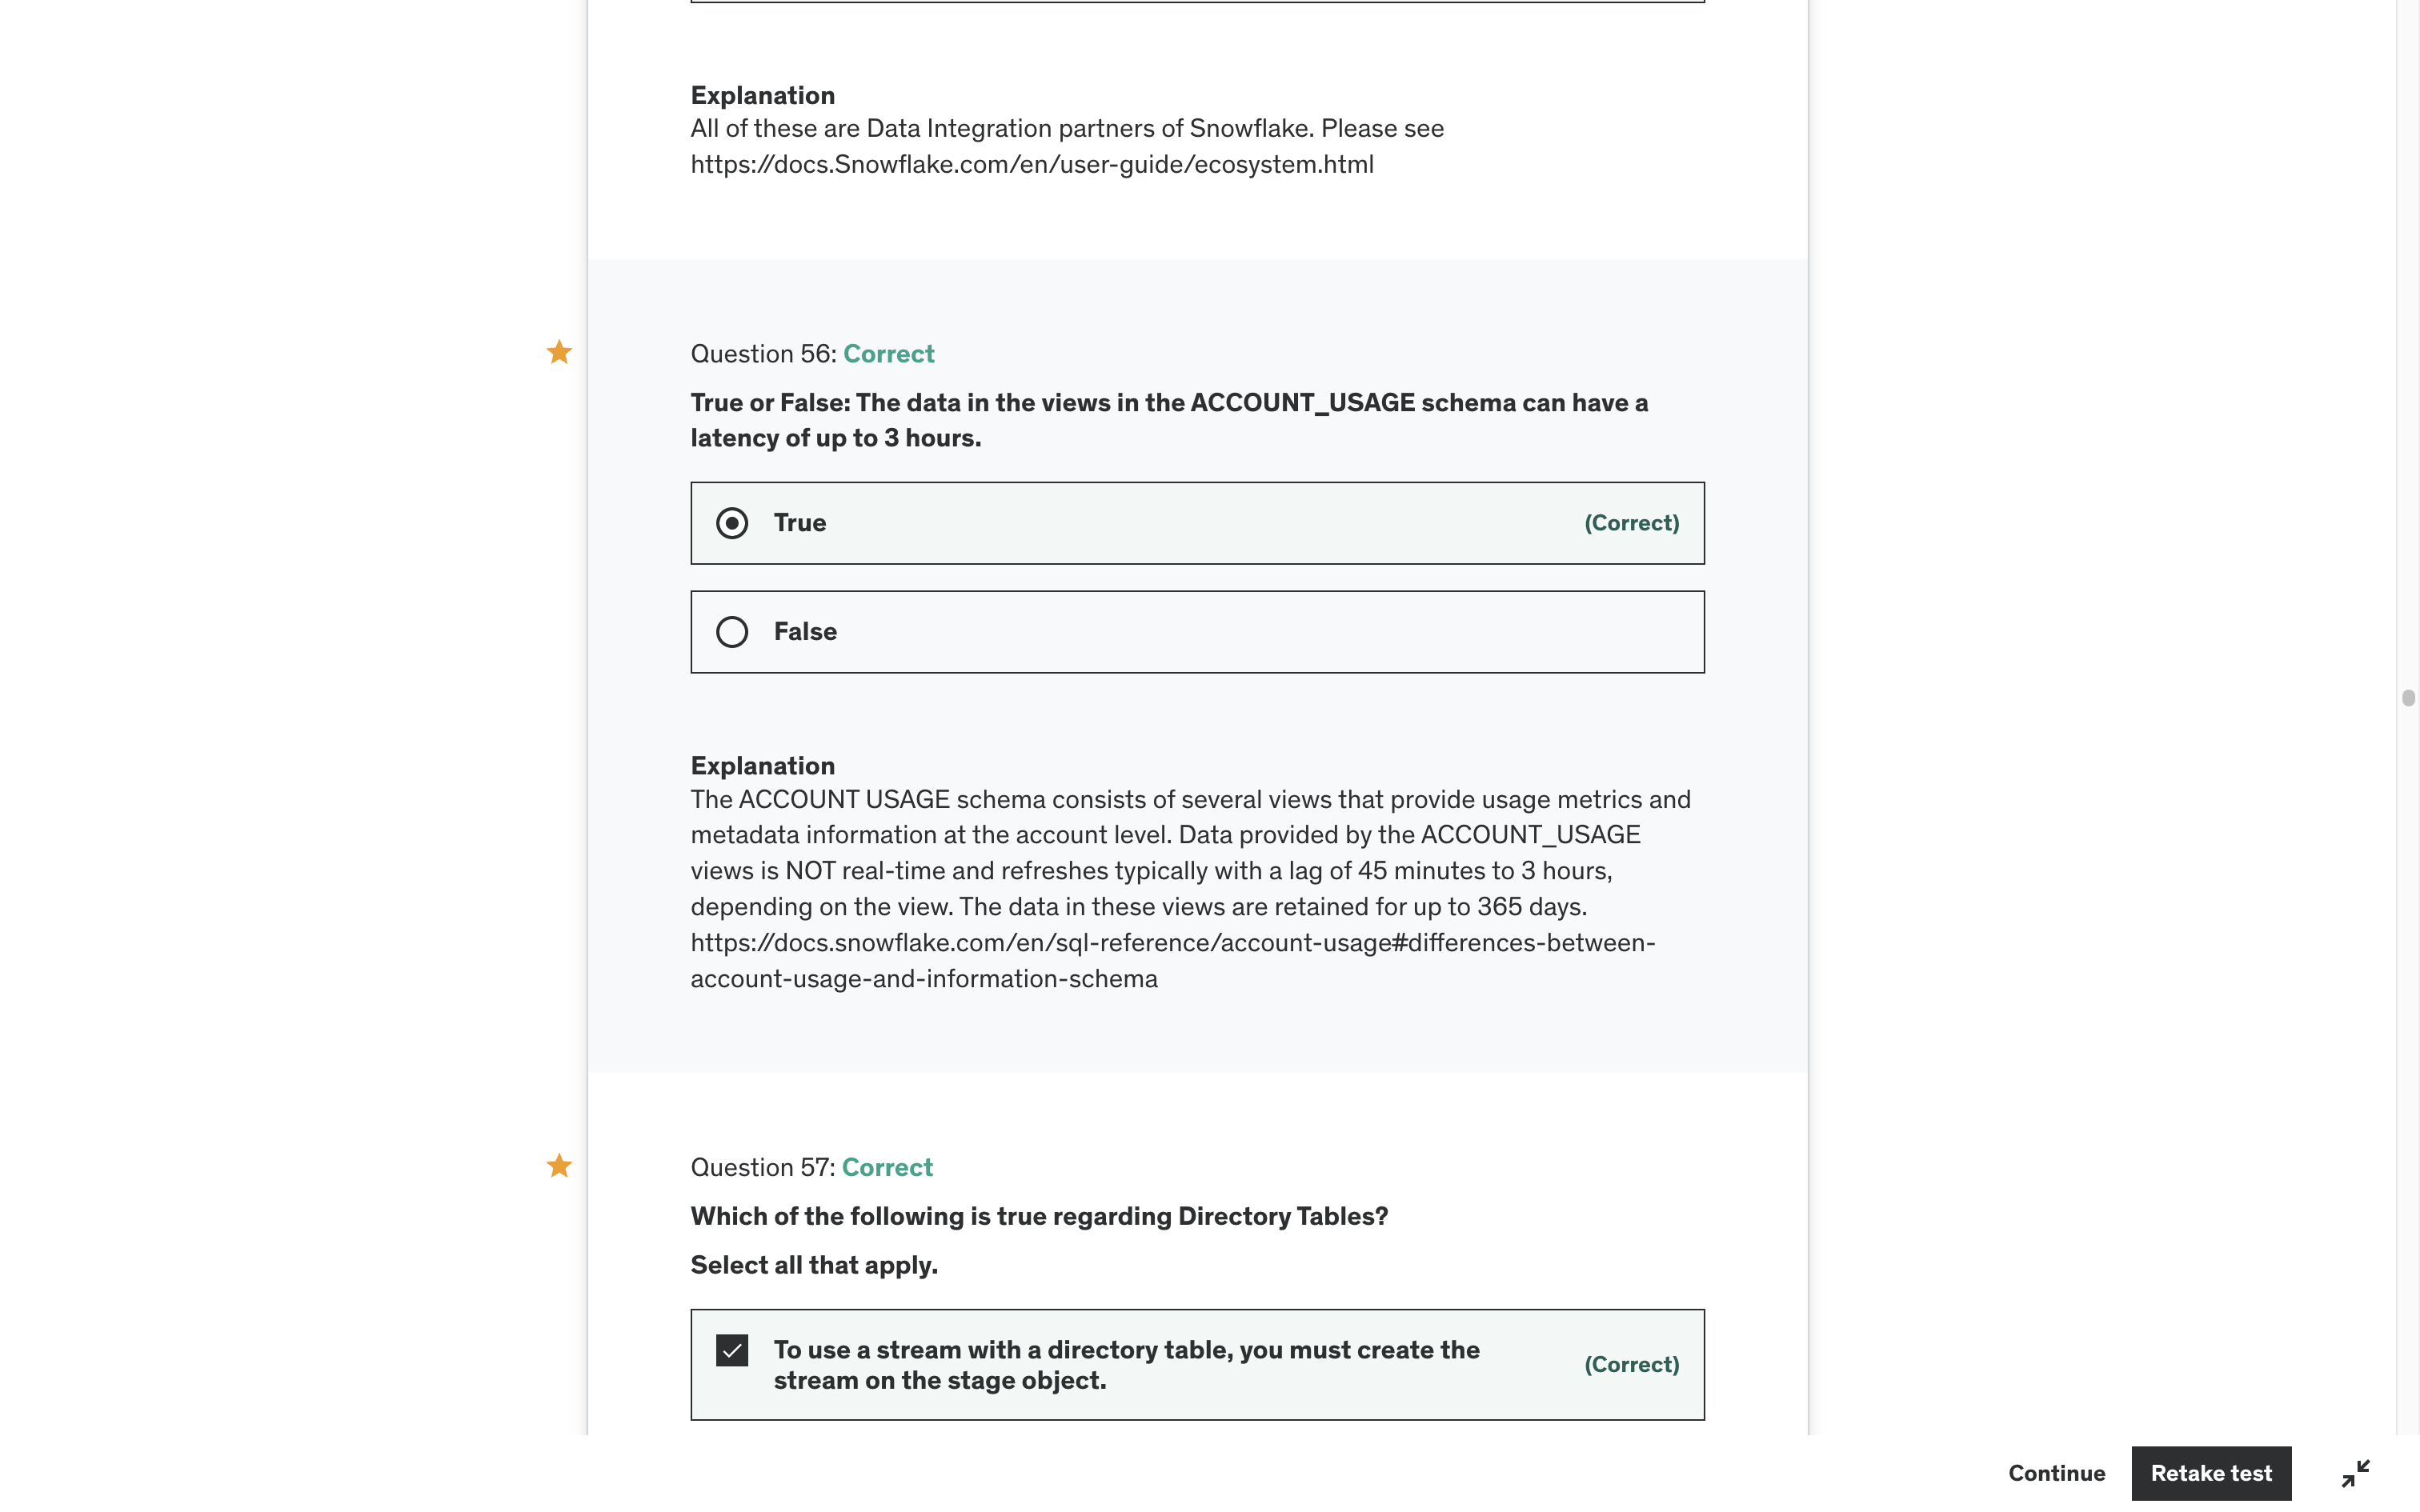 Explanation
All of these are Data Integration partners of Snowflake. Please see
https://docs.Snowflake.com/en/user-guide/ecosystem.html
Question 56: Correct
True or False: The data in the views in the ACCOUNT_USAGE schema can have a
latency of up to 3 hours.
True (Correct)
False
Explanation
The ACCOUNT USAGE schema consists of several views that provide usage metrics and
metadata information at the account level. Data provided by the ACCOUNT_USAGE
views is NOT real-time and refreshes typically with a lag of 45 minutes to 3 hours,
depending on the view. The data in these views are retained for up to 365 days.
https://docs.snowflake.com/en/sql-reference/account-usage#differences-between-
account-usage-and-information-schema
Question 57: Correct
Which of the following is true regarding Directory Tables?
Select all that apply.
To use a stream with a directory table, you must create the
stream on the stage object.
(Correct)
Continue
Retake test